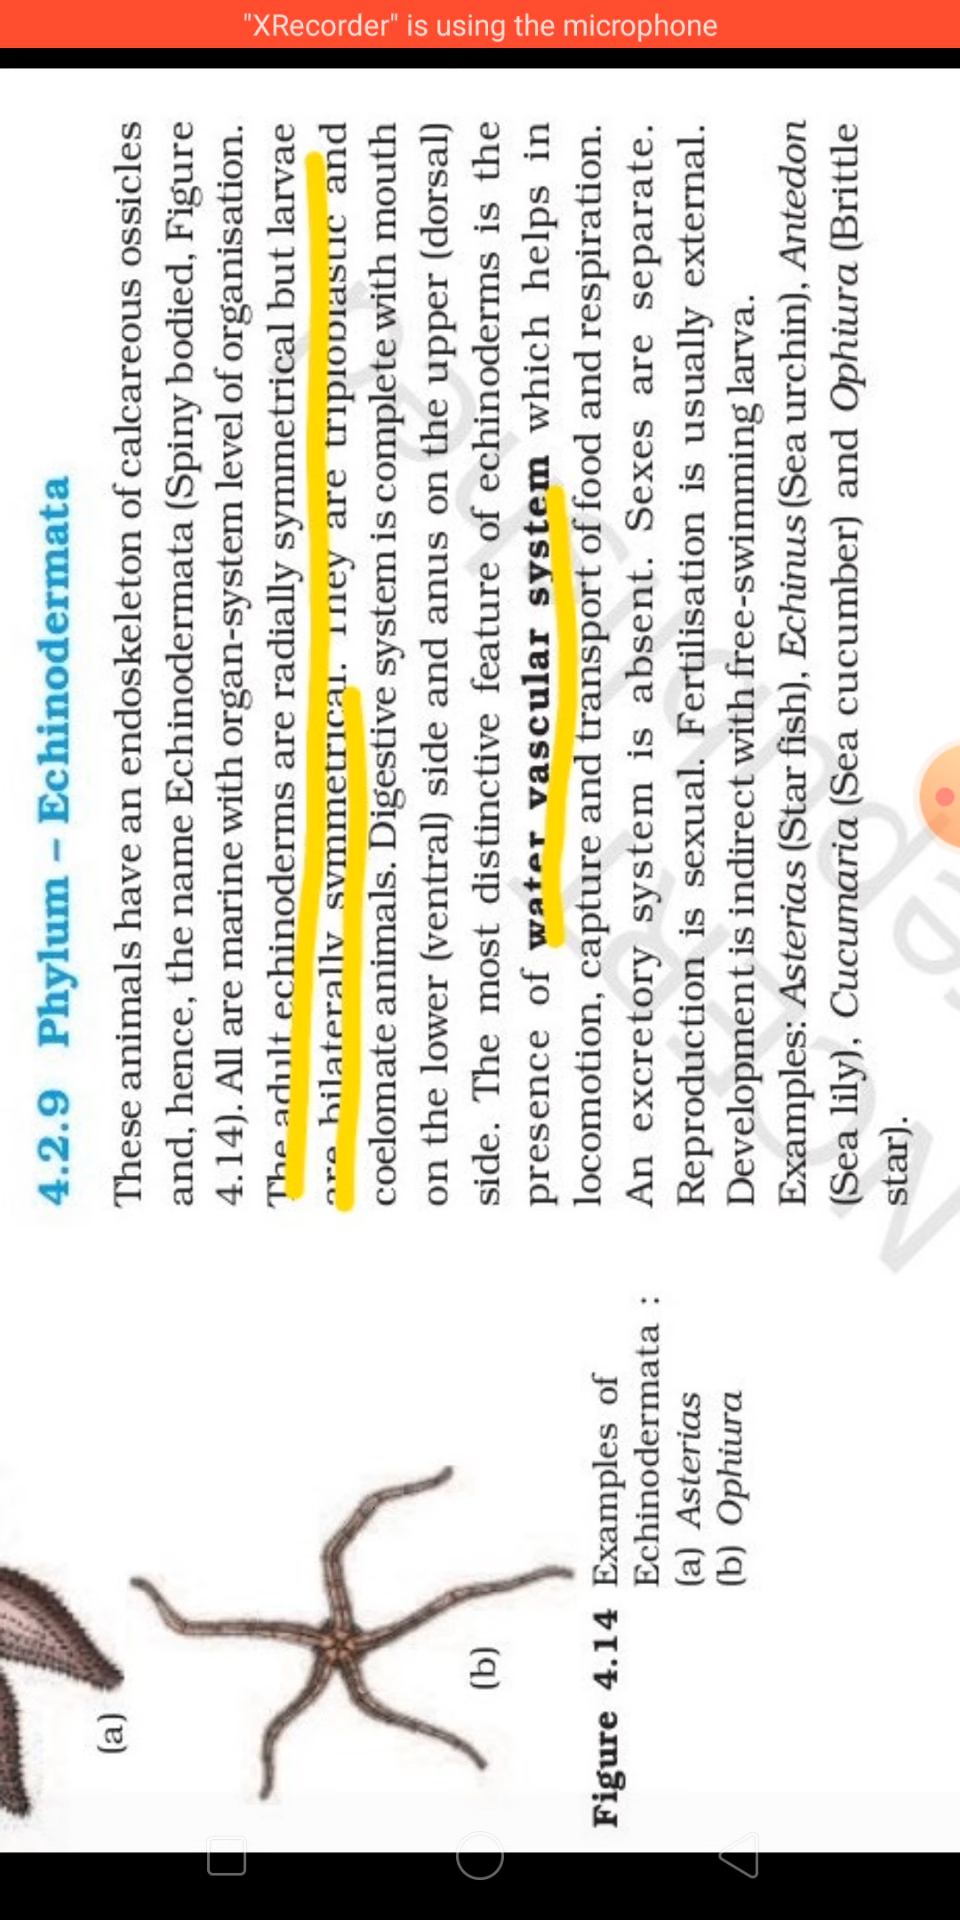 "XRecorder" is using the microphone
4.2.9 Phylum – Echinodermata
These animals have an endoskeleton of calcareous ossicles
and, hence, the name Echinodermata (Spiny bodied, Figure
4.14). All are marine with organ-system level of organisation.
The adult echinoderms are radially symmetrical but larvae
are bilaterally symmetrical. They are triploblastic and
coelomate animals. Digestive system is complete with mouth
on the lower (ventral) side and anus on the upper (dorsal)
side. The most distinctive feature of echinoderms is the
presence of water vascular system which helps in
locomotion, capture and transport of food and respiration.
An excretory system is absent. Sexes are separate.
Reproduction is sexual. Fertilisation is usually external.
Development is indirect with free-swimming larva.
Examples: Asterias (Star fish), Echinus (Sea urchin), Antedon
(Sea lily), Cucumaria (Sea cucumber) and Ophiura (Brittle
star).
(a)
(b)
Figure 4.14 Examples of
Echinodermata :
(a) Asterias
(b) Ophiura